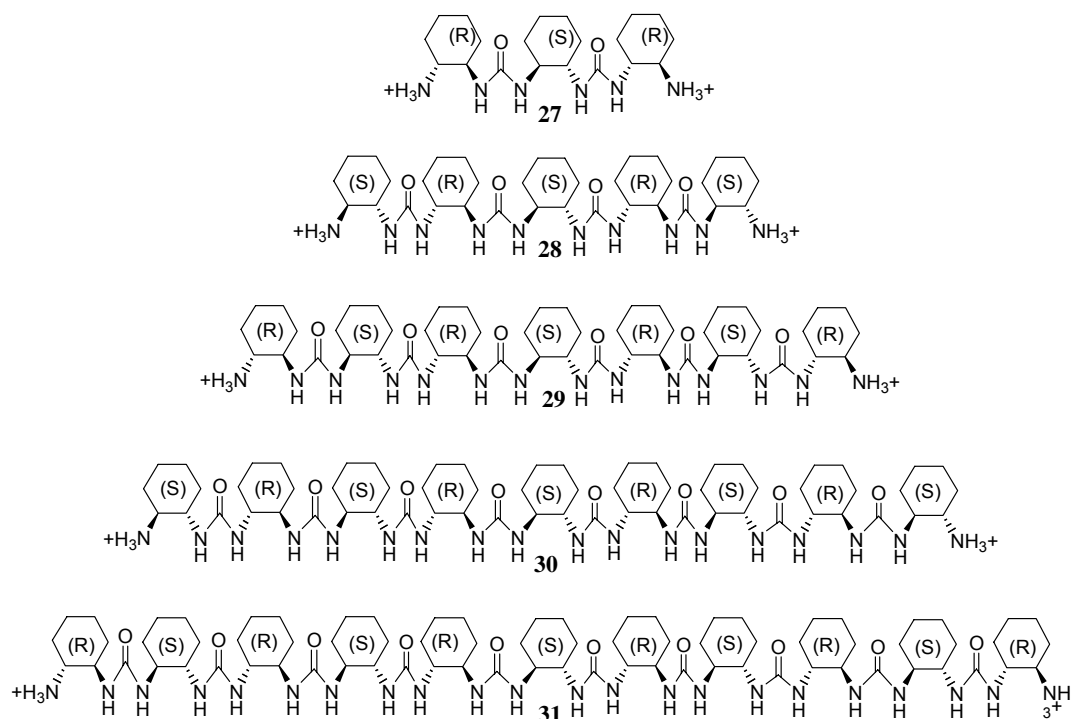 (R) (S) (R)
O O
+H3N N N N N NH3+
H H H H
27
(S) (R) (S) (R) (S)
O O O O
+H3N N N N N N N N N NH3+
H H H H H H H H
28
(R) (S) (R) (S) (R) (S) (R)
O O O O O O
+H3N N N N N N N N N N N N N NH3+
H H H H H H H H H H H H
29
(S) (R) (S) (R) (S) (R) (S) (R) (S)
O O O O O O O O
+H3N N N N N N N N N N N N N N N N N NH3+
H H H H H H H H H H H H H H H H
30
(R) (S) (R) (S) (R) (S) (R) (S) (R) (S) (R)
O O O O O O O O O O
+H3N N N N N N N N N N N N N N N N N N N N N NH
H H H H H H H H H H H H H H H H H H H H 3+
31